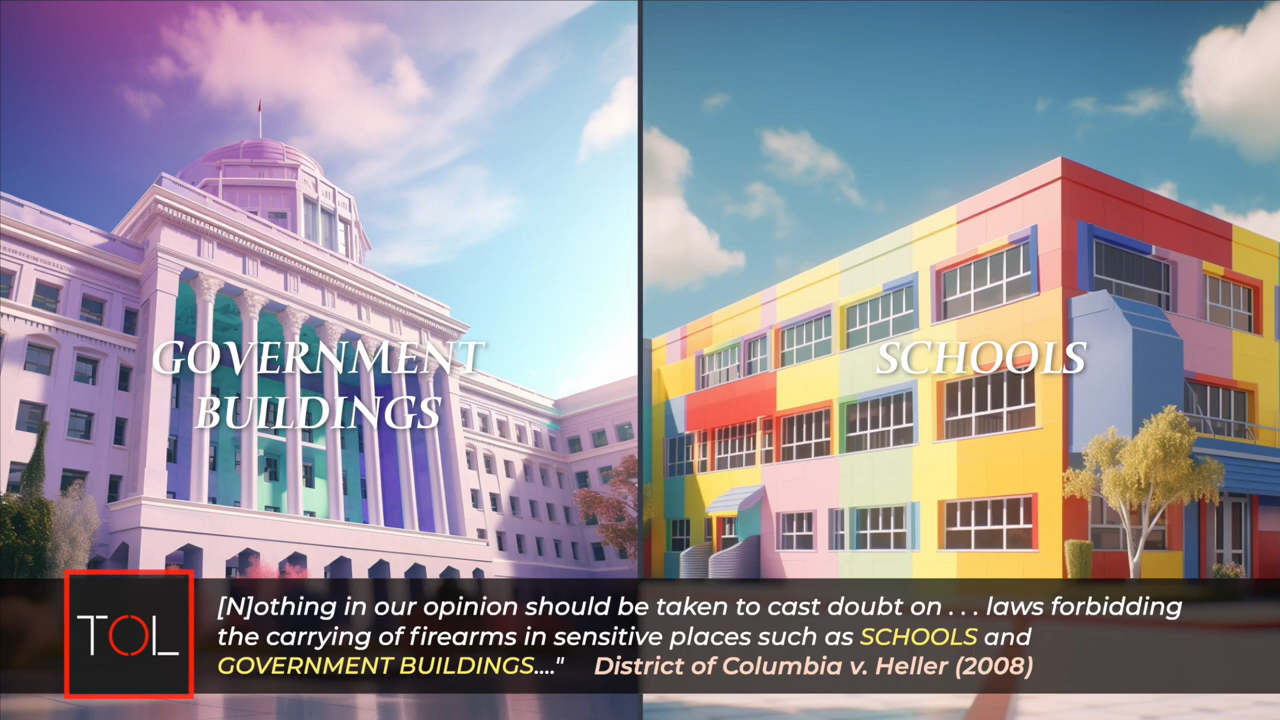 GOVERNMENT
BUILDINGS
SCHOOLS
TOL
[N]othing in our opinion should be taken to cast doubt on . . . laws forbidding
the carrying of firearms in sensitive places such as SCHOOLS and
GOVERNMENT BUILDINGS...." District of Columbia v. Heller (2008)